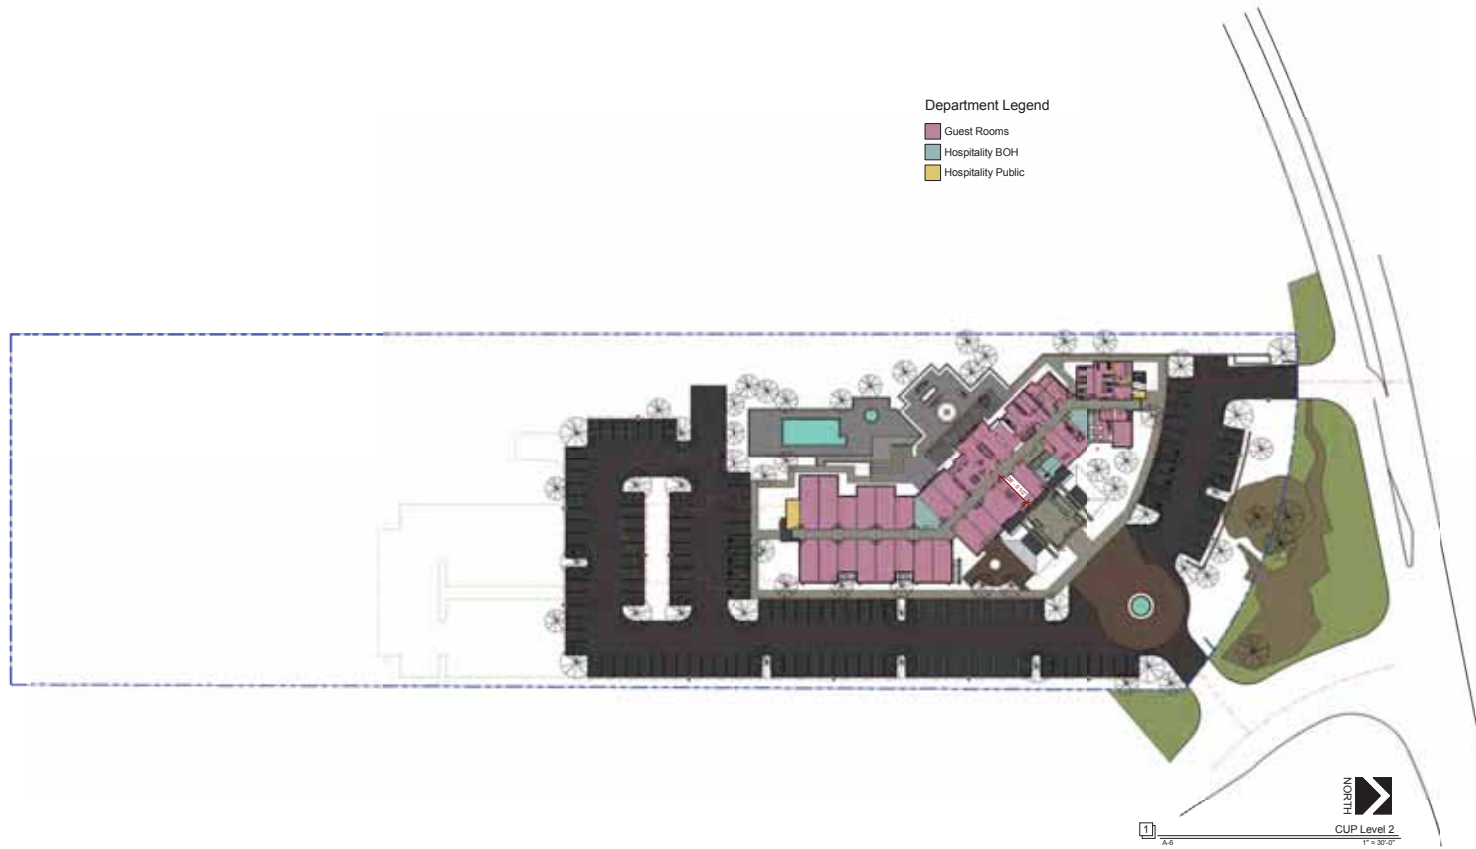 Department Legend
Guest Rooms
Hospitality BOH
Hospitality Public
NORTH
1
CUP Level 2
A-6
1" = 30'-0"